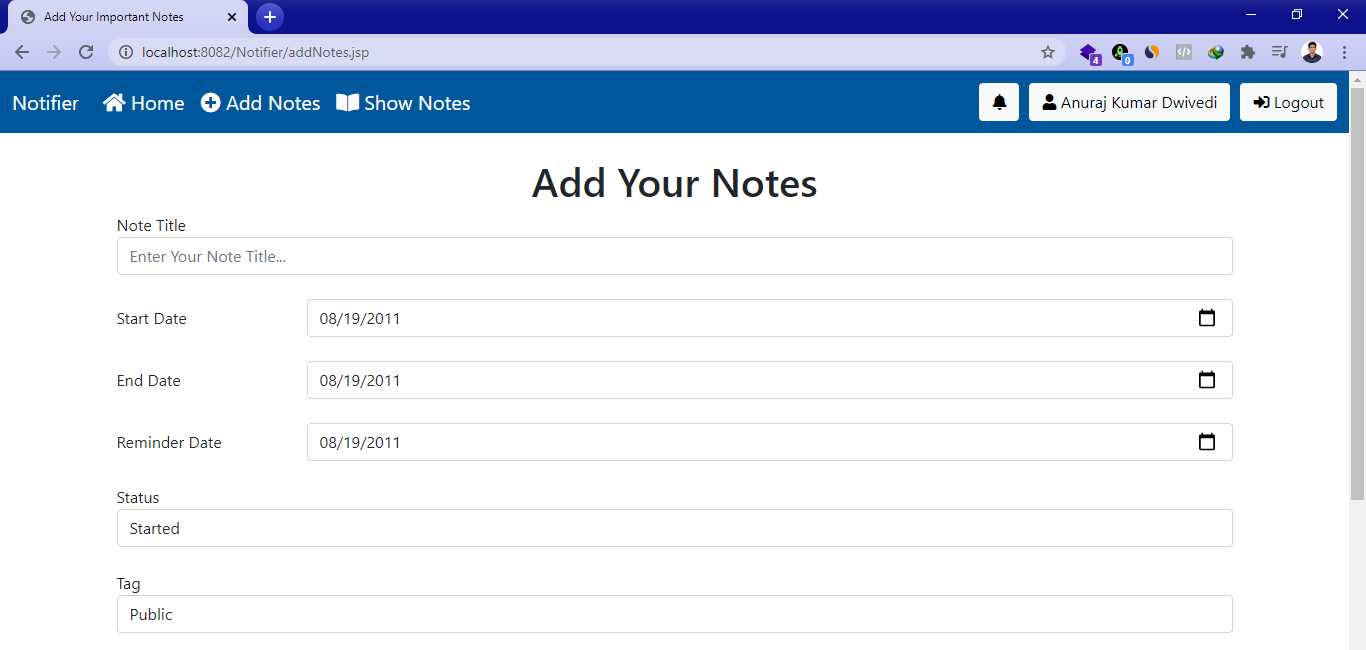 Add Your Important Notes
localhost:8082/Notifier/addNotes.jsp
4
0
Notifier Home Add Notes Show Notes Anuraj Kumar Dwivedi Logout
Add Your Notes
Note Title
Enter Your Note Title...
Start Date 08/19/2011
End Date 08/19/2011
Reminder Date 08/19/2011
Status
Started
Tag
Public